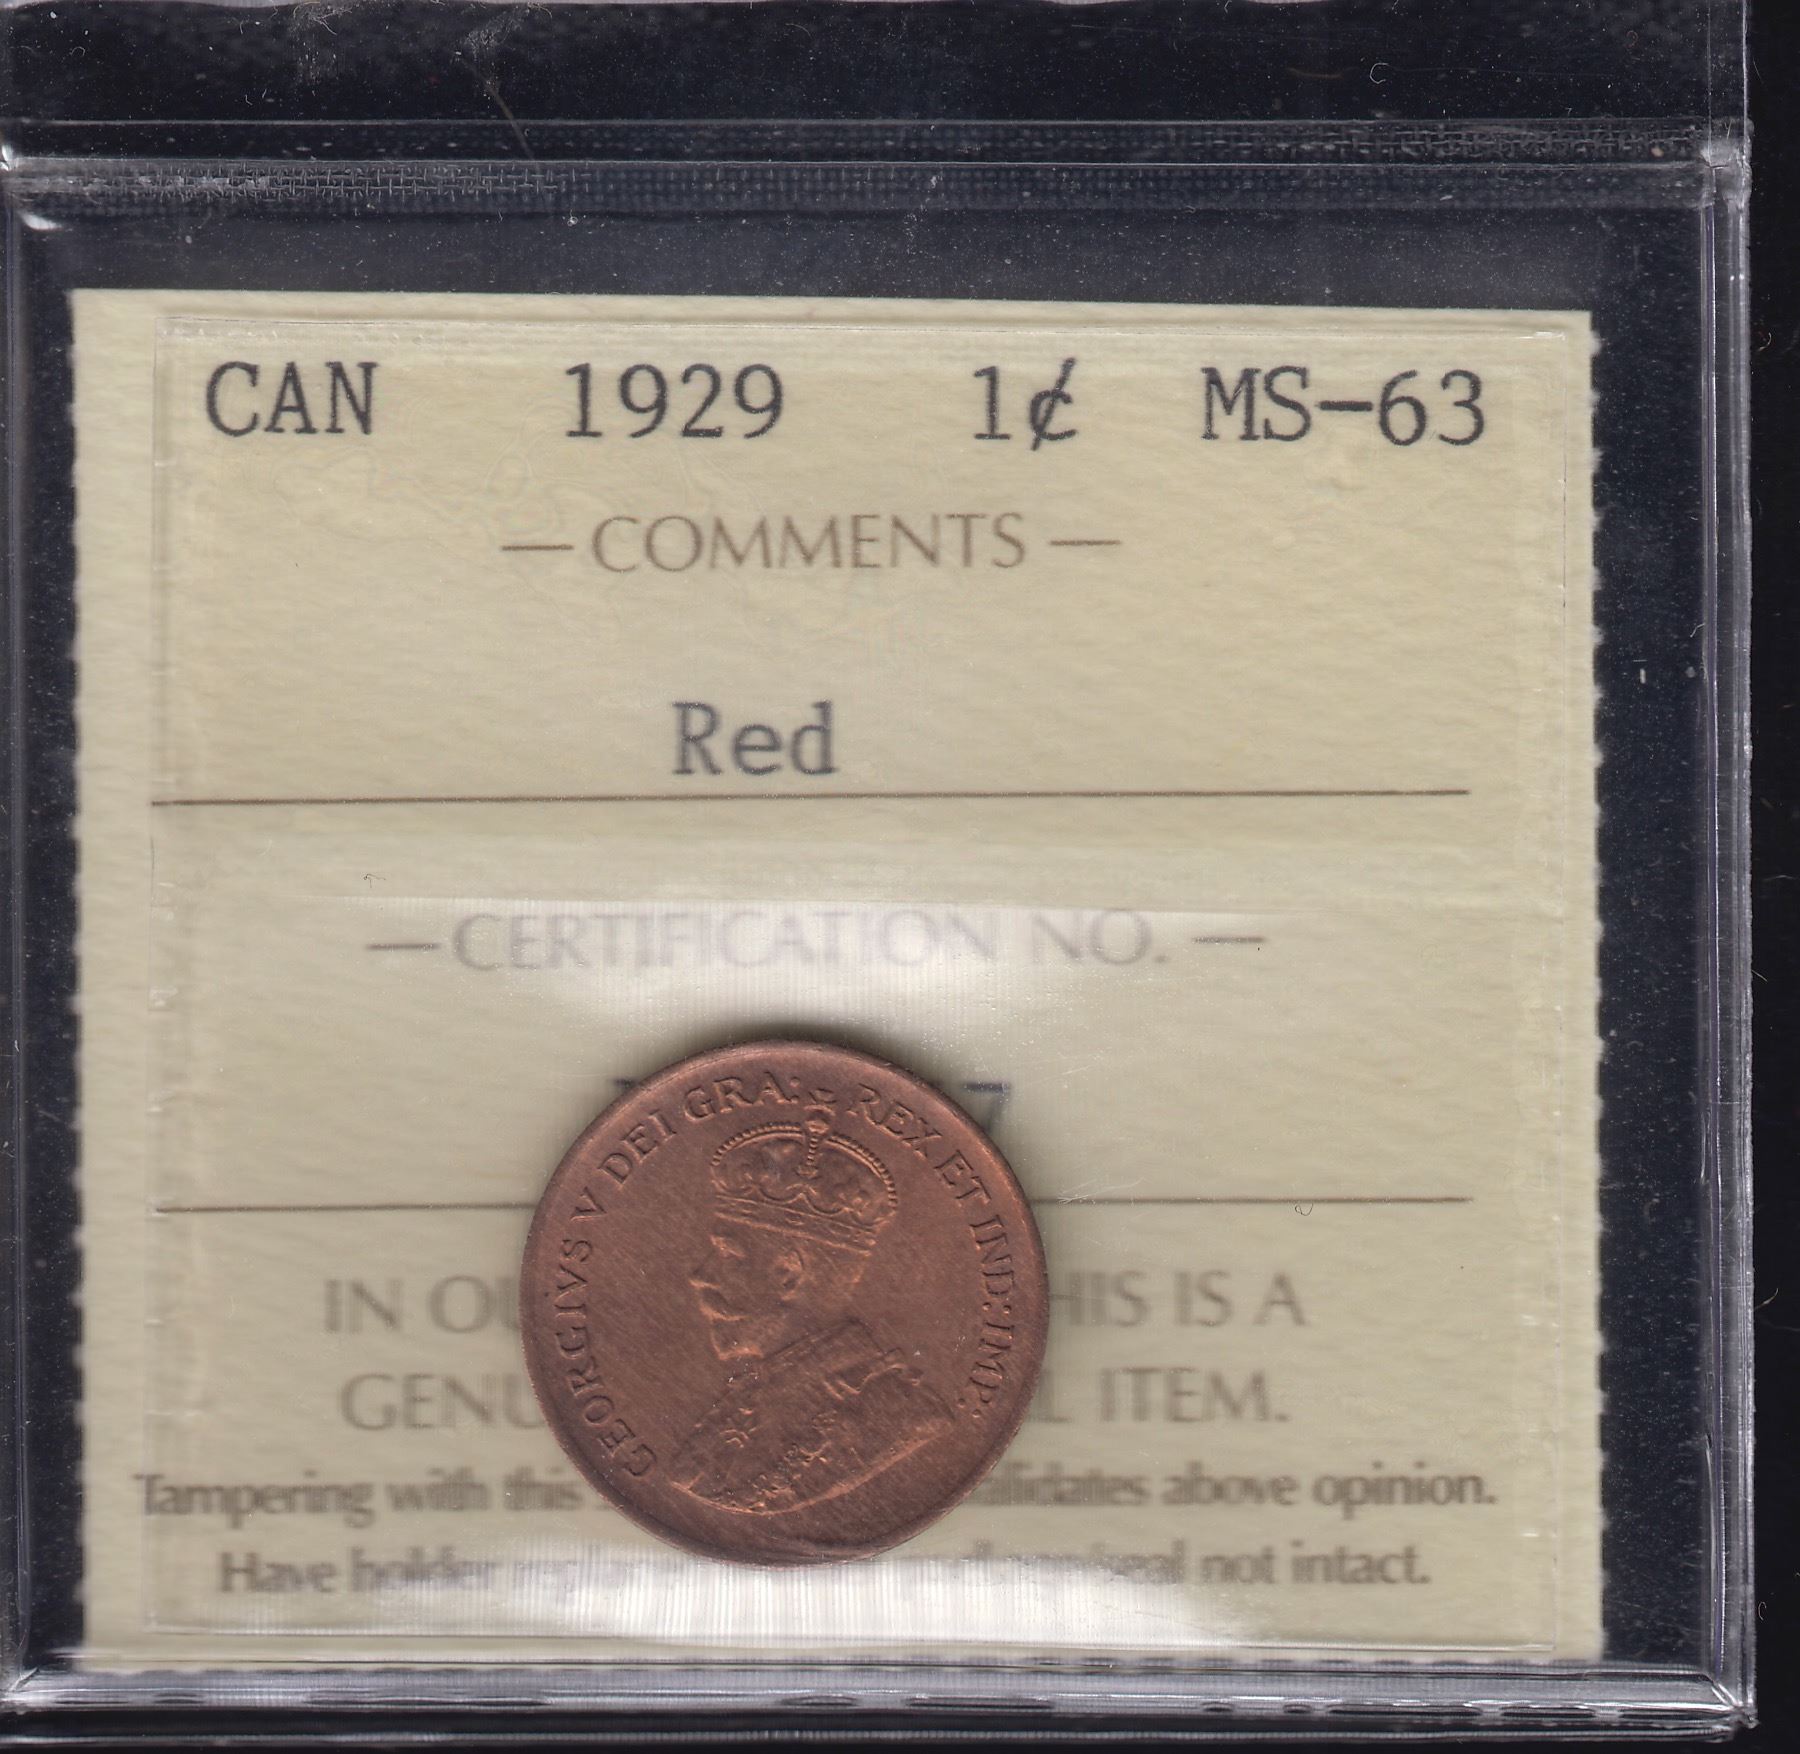 CAN 1929 1¢ MS-63
— COMMENTS —
Red
— CERTIFICATION NO. —
7
GEORGIVS V DEI GRA: REX ET IND: IMP:
IN OU HIS IS A
GENU L ITEM.
Tampering with this alidates above opinion.
Have holder seal not intact.